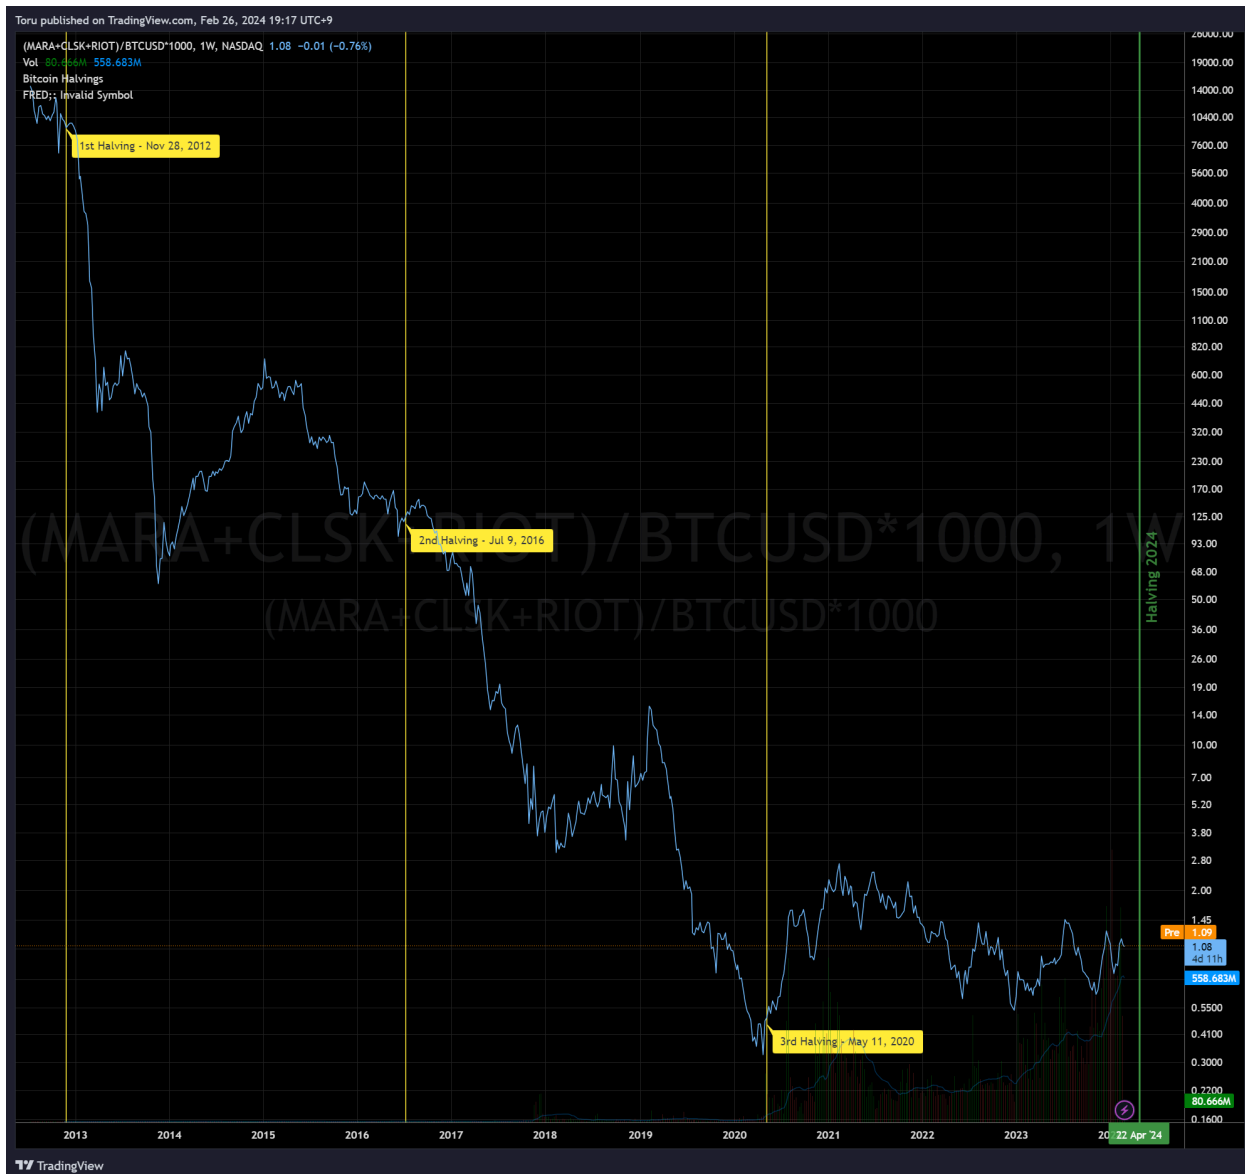 Toru published on TradingView.com, Feb 26, 2024 19:17 UTC+9
(MARA+CLSK+RIOT)/BTCUSD*1000, 1W, NASDAQ 1.08 −0.01 (−0.76%)
Vol 80.666M 558.683M
Bitcoin Halvings
FRED;; Invalid Symbol
1st Halving - Nov 28, 2012
2nd Halving - Jul 9, 2016
3rd Halving - May 11, 2020
(MARA+CLSK+RIOT)/BTCUSD*1000, 1W
(MARA+CLSK+RIOT)/BTCUSD*1000
Halving 2024
26000.00
19000.00
14000.00
10400.00
7600.00
5600.00
4000.00
2900.00
2100.00
1500.00
1100.00
820.00
600.00
440.00
320.00
230.00
170.00
125.00
93.00
68.00
50.00
36.00
26.00
19.00
14.00
10.00
7.00
5.20
3.80
2.80
2.00
1.45
Pre 1.09
1.08
4d 11h
558.683M
0.5500
0.4100
0.3000
0.2200
80.666M
0.1600
2013 2014 2015 2016 2017 2018 2019 2020 2021 2022 2023 22 Apr '24
TradingView